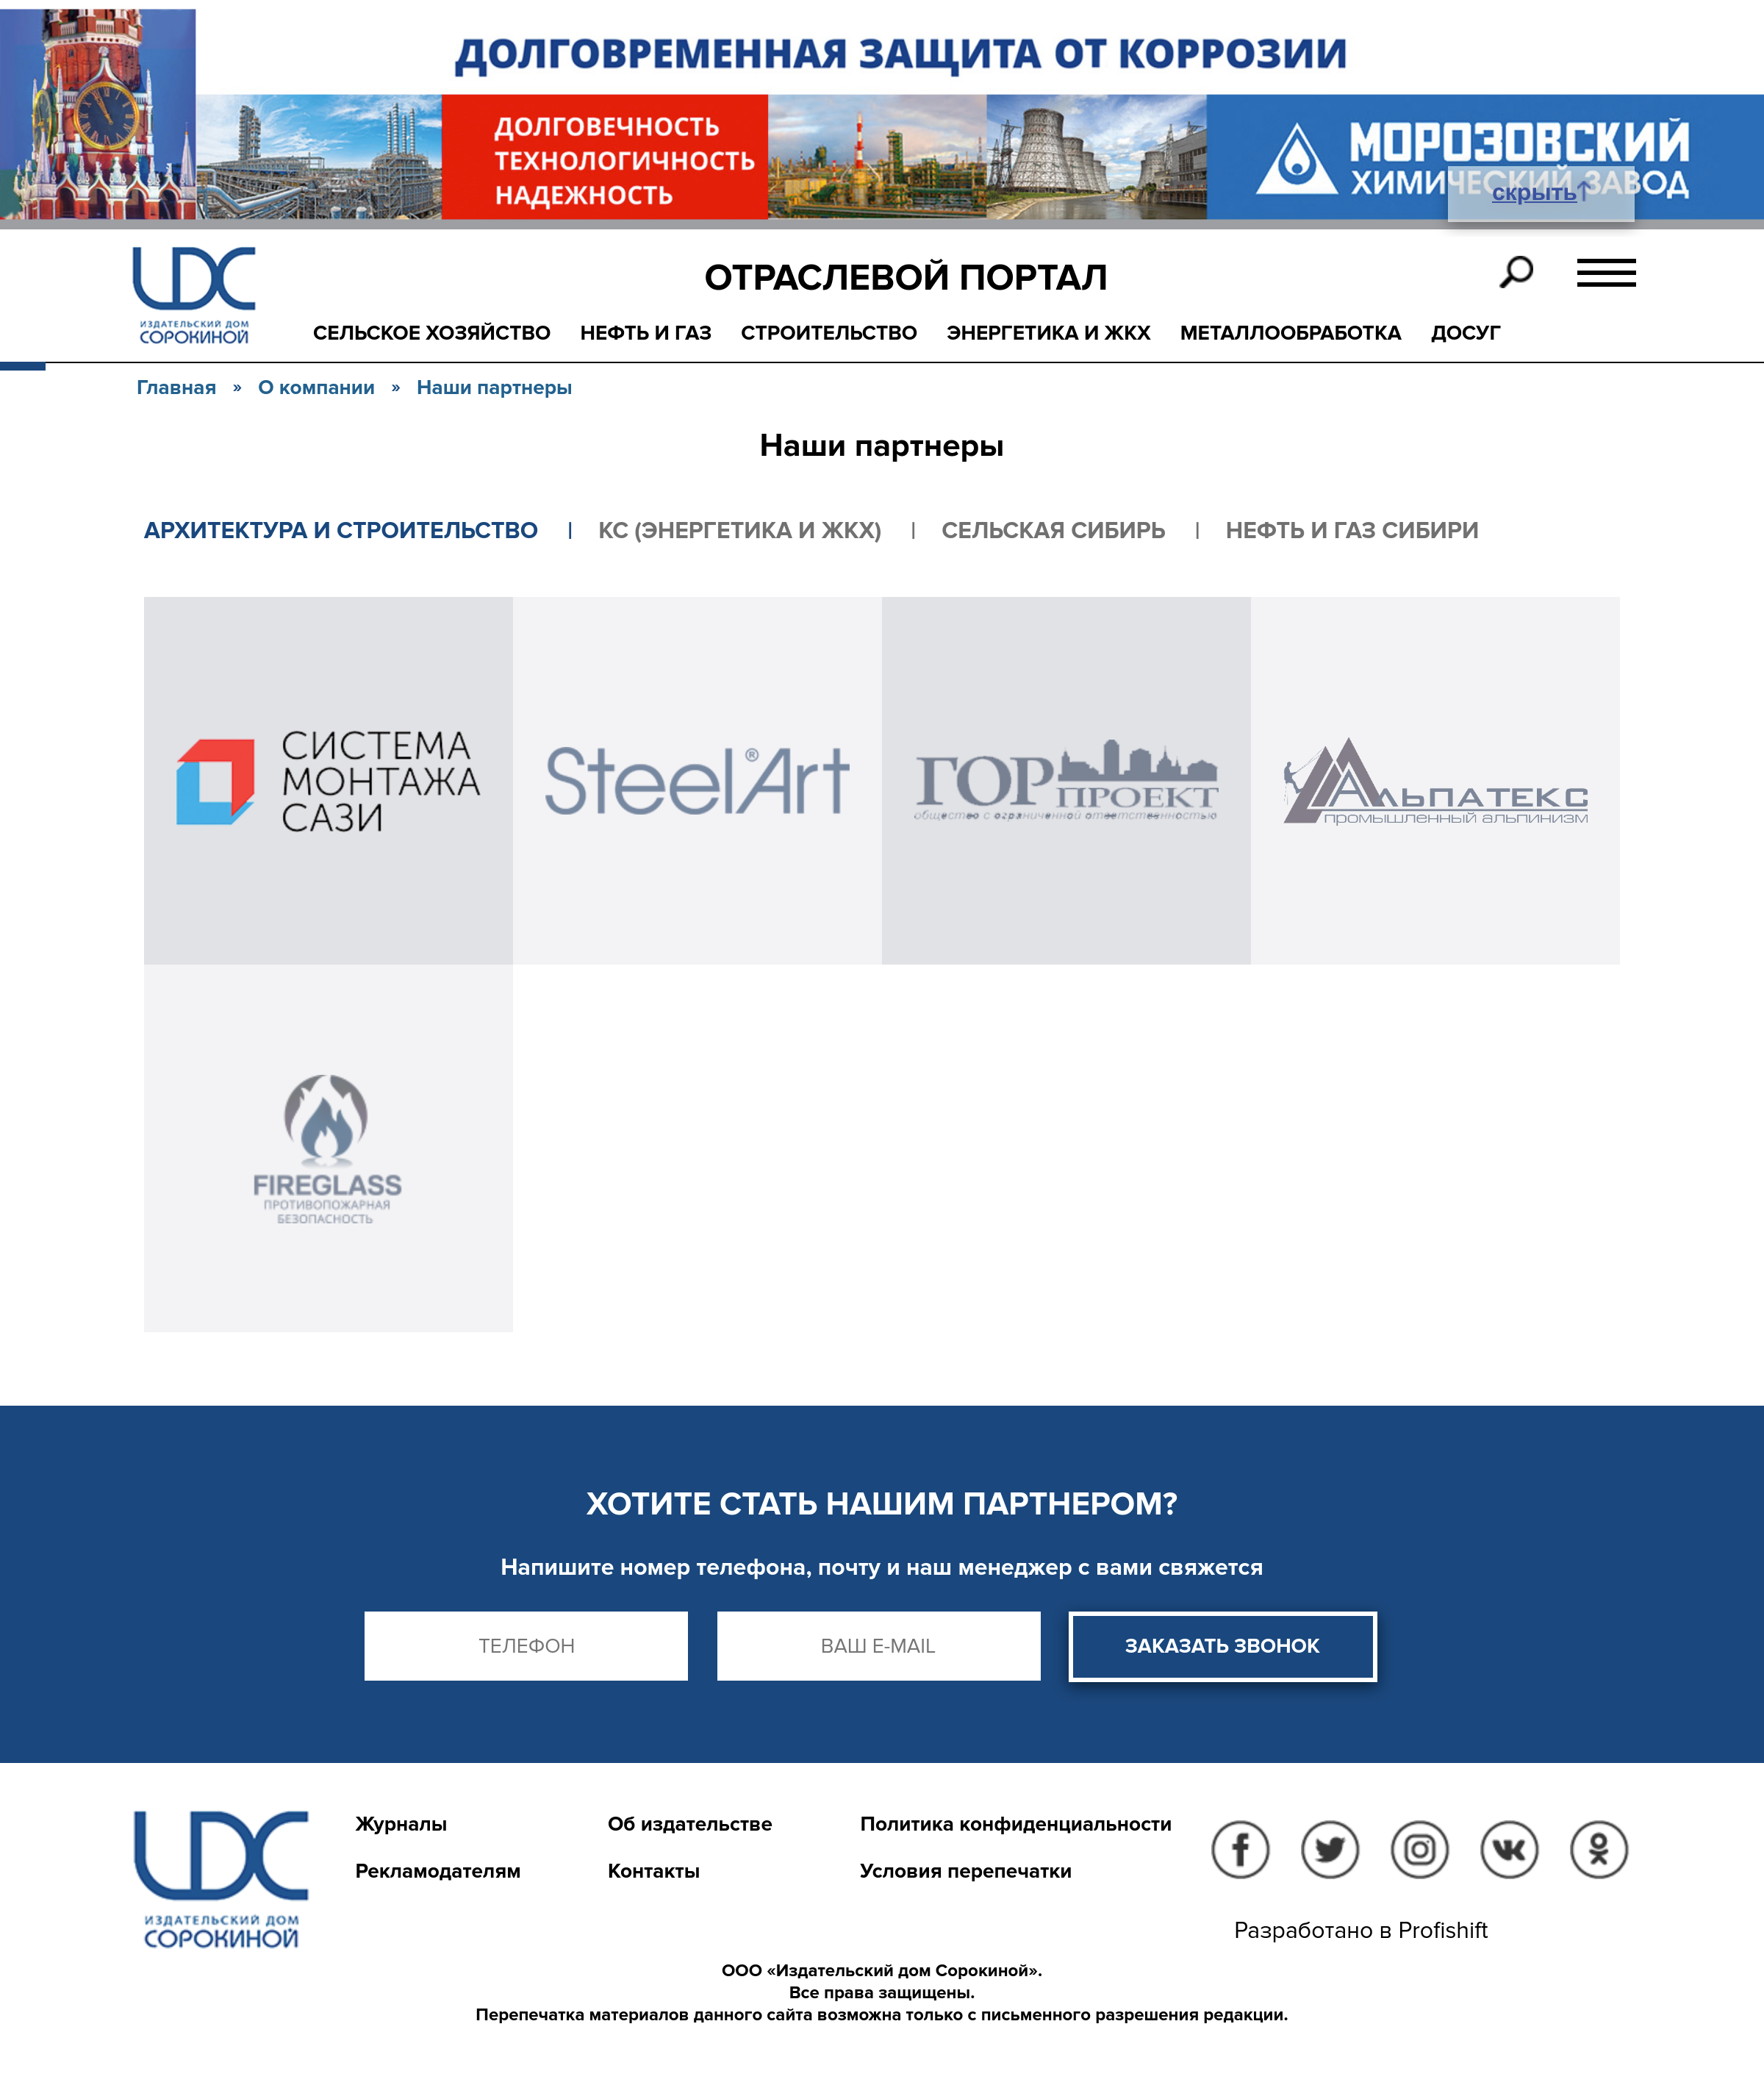 ДОЛГОВРЕМЕННАЯ ЗАЩИТА ОТ КОРРОЗИИ
ДОЛГОВЕЧНОСТЬ
ТЕХНОЛОГИЧНОСТЬ
НАДЕЖНОСТЬ
МОРОЗОВСКИЙ
ХИМИЧЕСКИЙ ЗАВОД
скрыть↑
ИЗДАТЕЛЬСКИЙ ДОМ
СОРОКИНОЙ
ОТРАСЛЕВОЙ ПОРТАЛ
СЕЛЬСКОЕ ХОЗЯЙСТВО НЕФТЬ И ГАЗ СТРОИТЕЛЬСТВО ЭНЕРГЕТИКА И ЖКХ МЕТАЛЛООБРАБОТКА ДОСУГ
Главная » О компании » Наши партнеры
Наши партнеры
АРХИТЕКТУРА И СТРОИТЕЛЬСТВО | КС (ЭНЕРГЕТИКА И ЖКХ) | СЕЛЬСКАЯ СИБИРЬ | НЕФТЬ И ГАЗ СИБИРИ
СИСТЕМА
МОНТАЖА
САЗИ
Steel®Art
ГОР
ПРОЕКТ
общество с ограниченной ответственностью
АЛЬПАТЕКС
промышленный альпинизм
FIREGLASS
ПРОТИВОПОЖАРНАЯ
БЕЗОПАСНОСТЬ
ХОТИТЕ СТАТЬ НАШИМ ПАРТНЕРОМ?
Напишите номер телефона, почту и наш менеджер с вами свяжется
ТЕЛЕФОН ВАШ E-MAIL ЗАКАЗАТЬ ЗВОНОК
ИЗДАТЕЛЬСКИЙ ДОМ
СОРОКИНОЙ
Журналы Об издательстве Политика конфиденциальности
Рекламодателям Контакты Условия перепечатки
Разработано в Profishift
ООО «Издательский дом Сорокиной».
Все права защищены.
Перепечатка материалов данного сайта возможна только с письменного разрешения редакции.